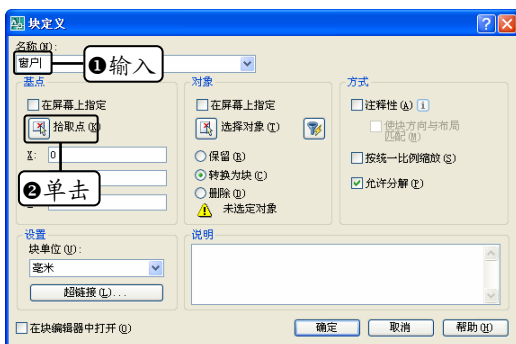 块定义
名称(N):
窗户
❶输入
基点
在屏幕上指定
拾取点(K)
X: 0
❷单击
对象
在屏幕上指定
选择对象(T)
保留(R)
转换为块(C)
删除(D)
未选定对象
方式
注释性(A)
使块方向与布局
匹配(M)
按统一比例缩放(S)
允许分解(P)
设置
块单位(U):
毫米
超链接(L)...
说明
在块编辑器中打开(O)
确定
取消
帮助(H)